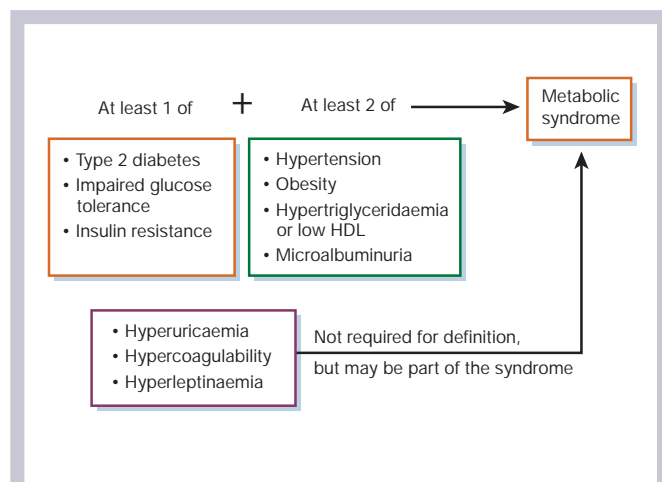 At least 1 of
+
At least 2 of
Metabolic
syndrome
• Type 2 diabetes
• Impaired glucose
tolerance
• Insulin resistance
• Hypertension
• Obesity
• Hypertriglyceridaemia
or low HDL
• Microalbuminuria
• Hyperuricaemia
• Hypercoagulability
• Hyperleptinaemia
Not required for definition,
but may be part of the syndrome